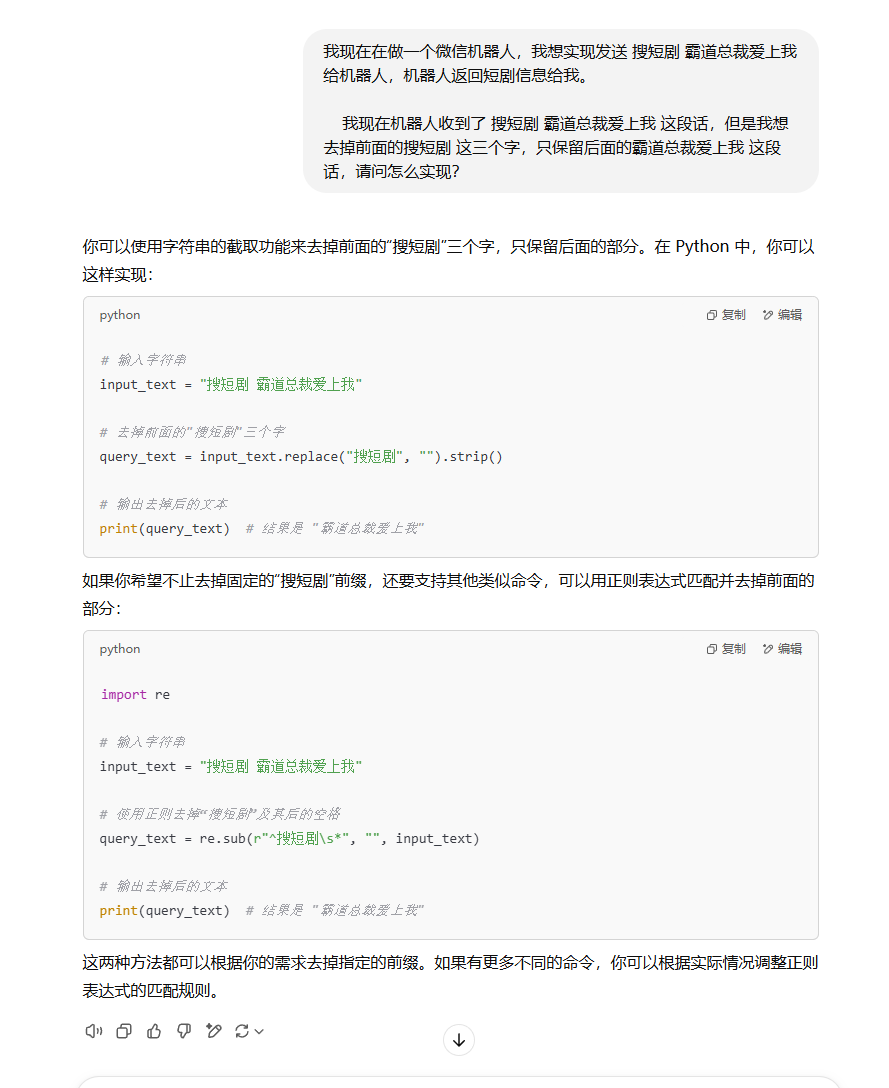 我现在在做一个微信机器人，我想实现发送 搜短剧 霸道总裁爱上我
给机器人，机器人返回短剧信息给我。
我现在机器人收到了 搜短剧 霸道总裁爱上我 这段话，但是我想
去掉前面的搜短剧 这三个字，只保留后面的霸道总裁爱上我 这段
话，请问怎么实现？
你可以使用字符串的截取功能来去掉前面的“搜短剧”三个字，只保留后面的部分。在 Python 中，你可以
这样实现：
python 复制 编辑
# 输入字符串
input_text = "搜短剧 霸道总裁爱上我"
# 去掉前面的"搜短剧"三个字
query_text = input_text.replace("搜短剧", "").strip()
# 输出去掉后的文本
print(query_text)  # 结果是 "霸道总裁爱上我"
如果你希望不止去掉固定的“搜短剧”前缀，还要支持其他类似命令，可以用正则表达式匹配并去掉前面的
部分：
python 复制 编辑
import re
# 输入字符串
input_text = "搜短剧 霸道总裁爱上我"
# 使用正则去掉“搜短剧”及其后的空格
query_text = re.sub(r"^搜短剧\s*", "", input_text)
# 输出去掉后的文本
print(query_text)  # 结果是 "霸道总裁爱上我"
这两种方法都可以根据你的需求去掉指定的前缀。如果有更多不同的命令，你可以根据实际情况调整正则
表达式的匹配规则。